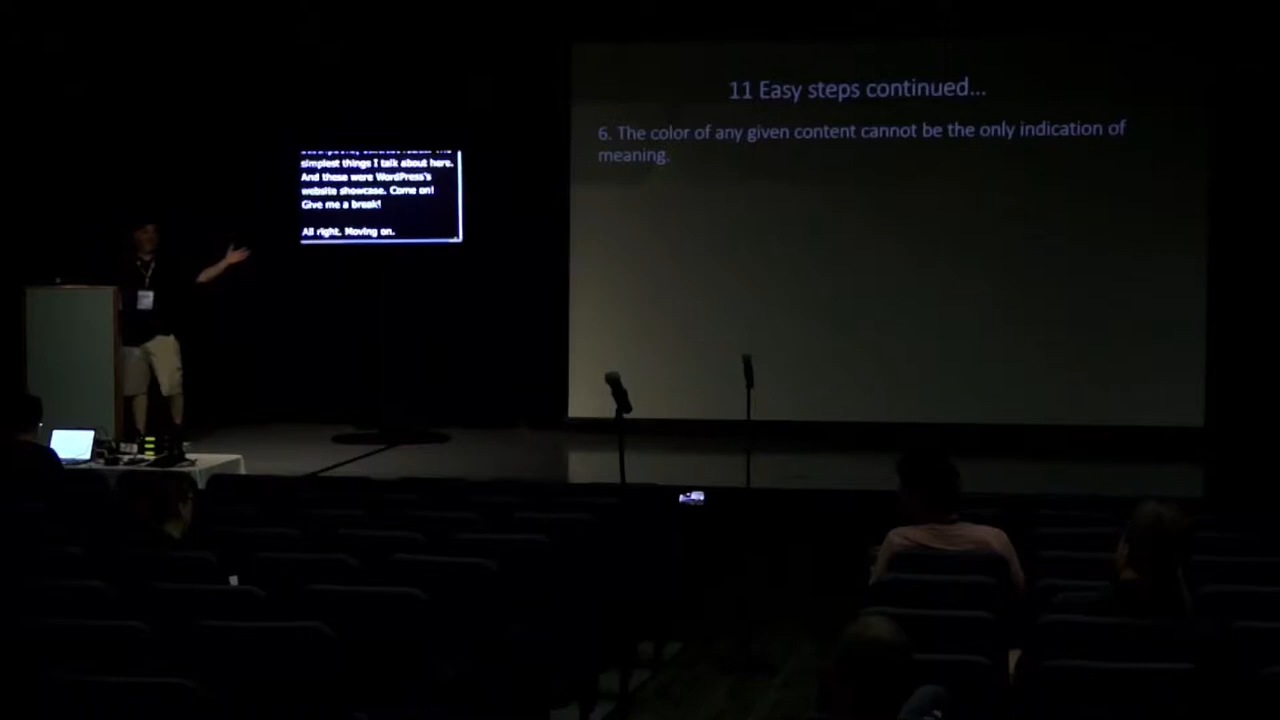 simplest things I talk about here.
And these were WordPress's
website showcase. Come on!
Give me a break!
All right. Moving on.
11 Easy steps continued...
6. The color of any given content cannot be the only indication of
meaning.